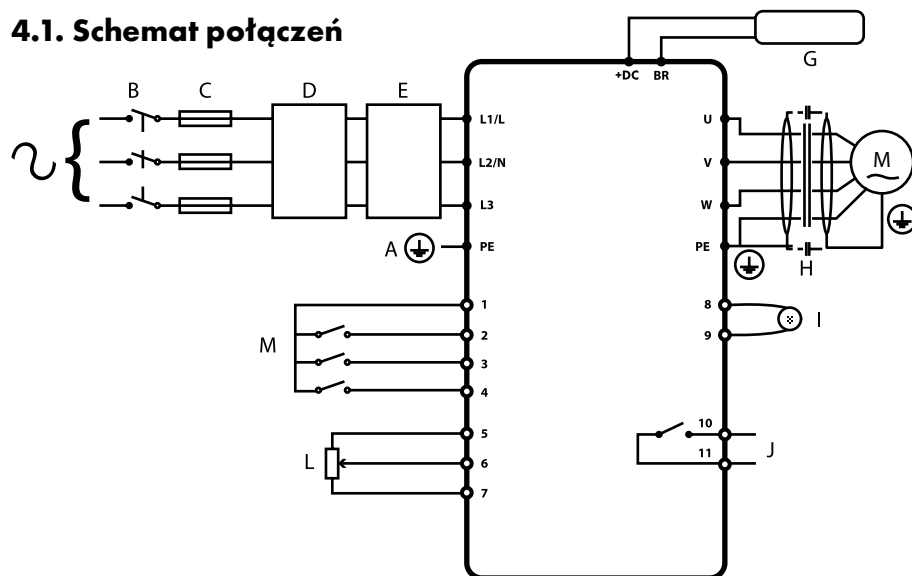 4.1. Schemat połączeń
G
+DC BR
B C D E
L1/L
U
L2/N
V
M
L3
W
A
PE
PE
H
1
8
I
M
2
9
3
4
5
10
J
L
6
11
7